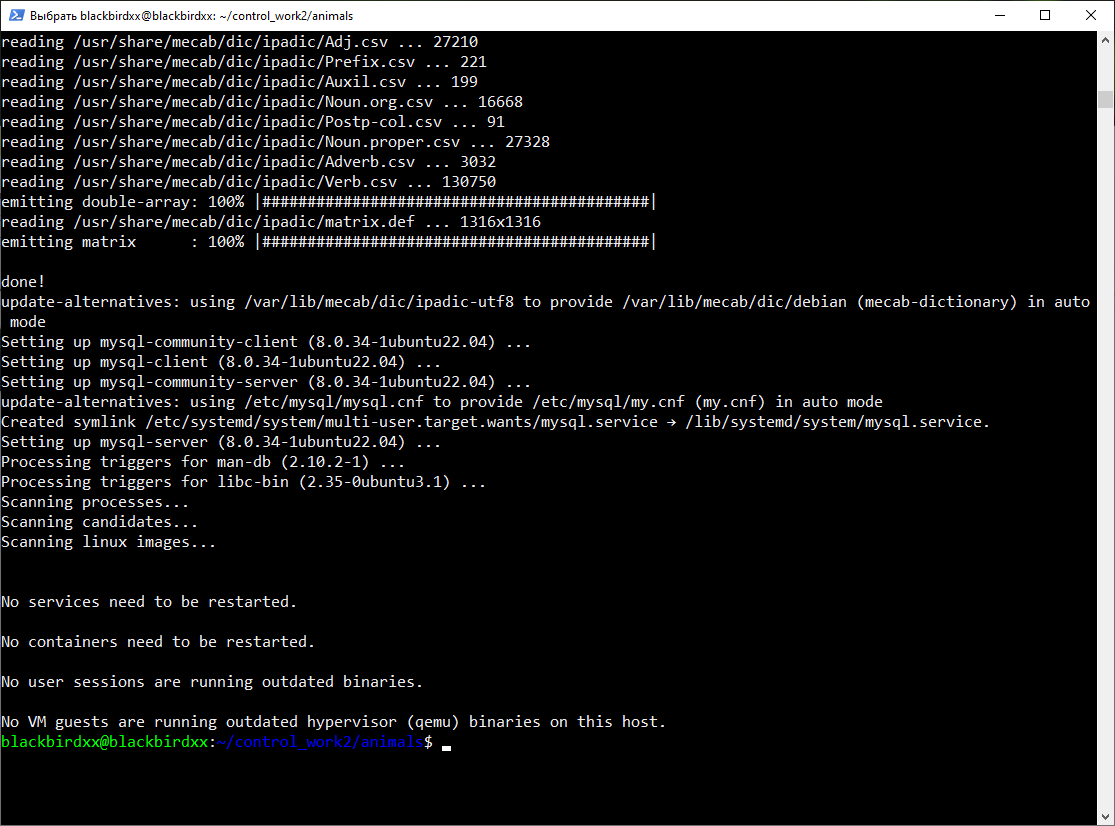 Выбрать blackbirdxx@blackbirdxx: ~/control_work2/animals
reading /usr/share/mecab/dic/ipadic/Adj.csv ... 27210
reading /usr/share/mecab/dic/ipadic/Prefix.csv ... 221
reading /usr/share/mecab/dic/ipadic/Auxil.csv ... 199
reading /usr/share/mecab/dic/ipadic/Noun.org.csv ... 16668
reading /usr/share/mecab/dic/ipadic/Postp-col.csv ... 91
reading /usr/share/mecab/dic/ipadic/Noun.proper.csv ... 27328
reading /usr/share/mecab/dic/ipadic/Adverb.csv ... 3032
reading /usr/share/mecab/dic/ipadic/Verb.csv ... 130750
emitting double-array: 100% |###########################################|
reading /usr/share/mecab/dic/ipadic/matrix.def ... 1316x1316
emitting matrix      : 100% |###########################################|
done!
update-alternatives: using /var/lib/mecab/dic/ipadic-utf8 to provide /var/lib/mecab/dic/debian (mecab-dictionary) in auto
 mode
Setting up mysql-community-client (8.0.34-1ubuntu22.04) ...
Setting up mysql-client (8.0.34-1ubuntu22.04) ...
Setting up mysql-community-server (8.0.34-1ubuntu22.04) ...
update-alternatives: using /etc/mysql/mysql.cnf to provide /etc/mysql/my.cnf (my.cnf) in auto mode
Created symlink /etc/systemd/system/multi-user.target.wants/mysql.service → /lib/systemd/system/mysql.service.
Setting up mysql-server (8.0.34-1ubuntu22.04) ...
Processing triggers for man-db (2.10.2-1) ...
Processing triggers for libc-bin (2.35-0ubuntu3.1) ...
Scanning processes...
Scanning candidates...
Scanning linux images...
No services need to be restarted.
No containers need to be restarted.
No user sessions are running outdated binaries.
No VM guests are running outdated hypervisor (qemu) binaries on this host.
blackbirdxx@blackbirdxx:~/control_work2/animals$